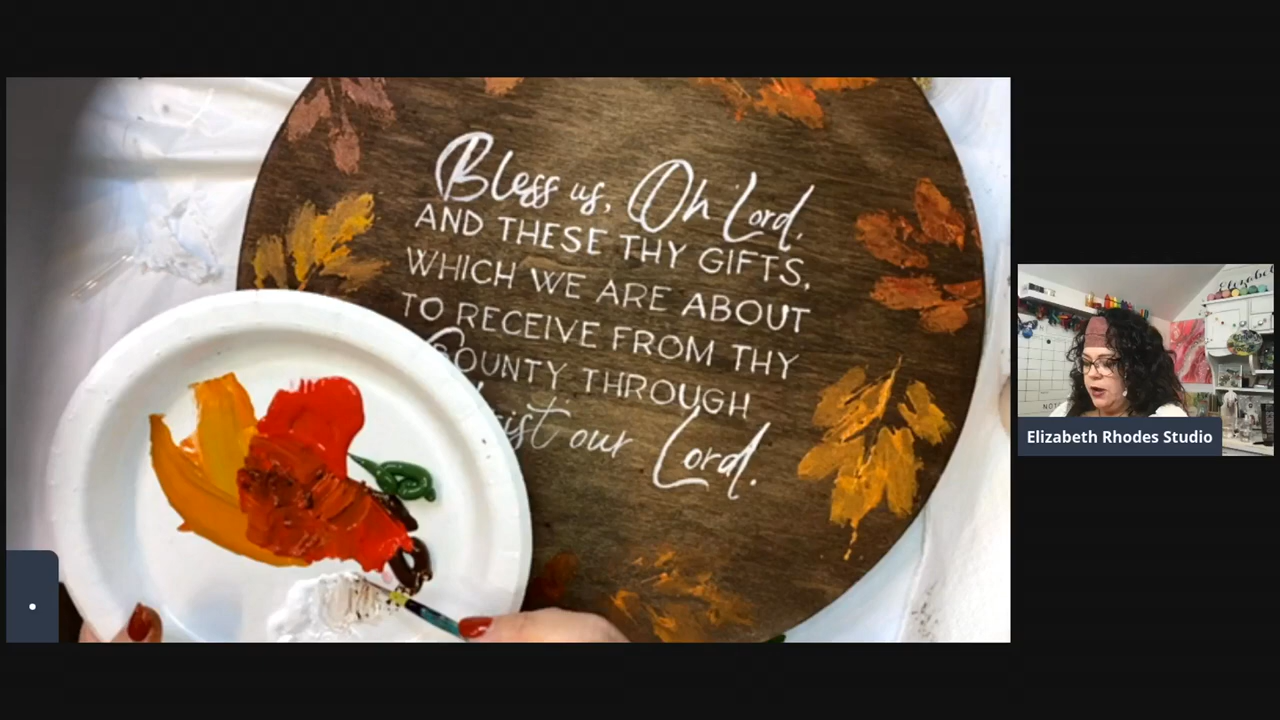 Bless us, Oh Lord,
AND THESE THY GIFTS,
WHICH WE ARE ABOUT
TO RECEIVE FROM THY
BOUNTY, THROUGH
our Lord.
Elizabeth Rhodes Studio